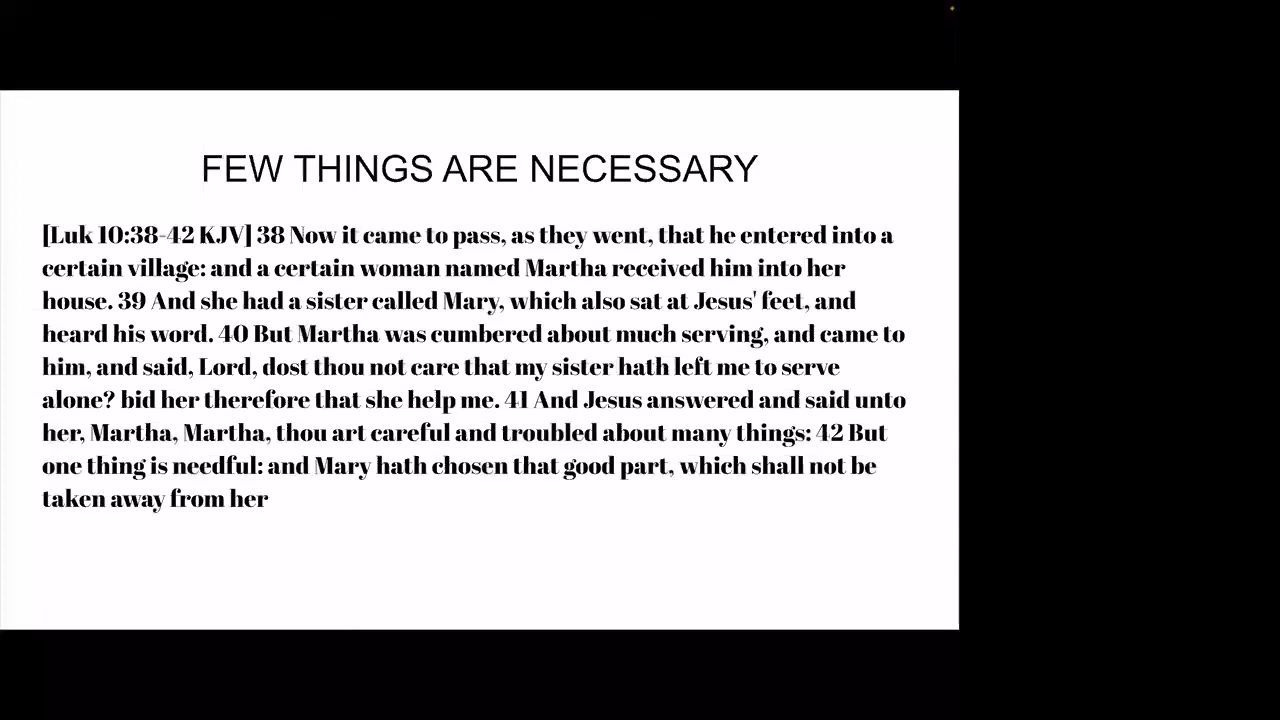 FEW THINGS ARE NECESSARY
[Luk 10:38-42 KJV] 38 Now it came to pass, as they went, that he entered into a
certain village: and a certain woman named Martha received him into her
house. 39 And she had a sister called Mary, which also sat at Jesus' feet, and
heard his word. 40 But Martha was cumbered about much serving, and came to
him, and said, Lord, dost thou not care that my sister hath left me to serve
alone? bid her therefore that she help me. 41 And Jesus answered and said unto
her, Martha, Martha, thou art careful and troubled about many things: 42 But
one thing is needful: and Mary hath chosen that good part, which shall not be
taken away from her